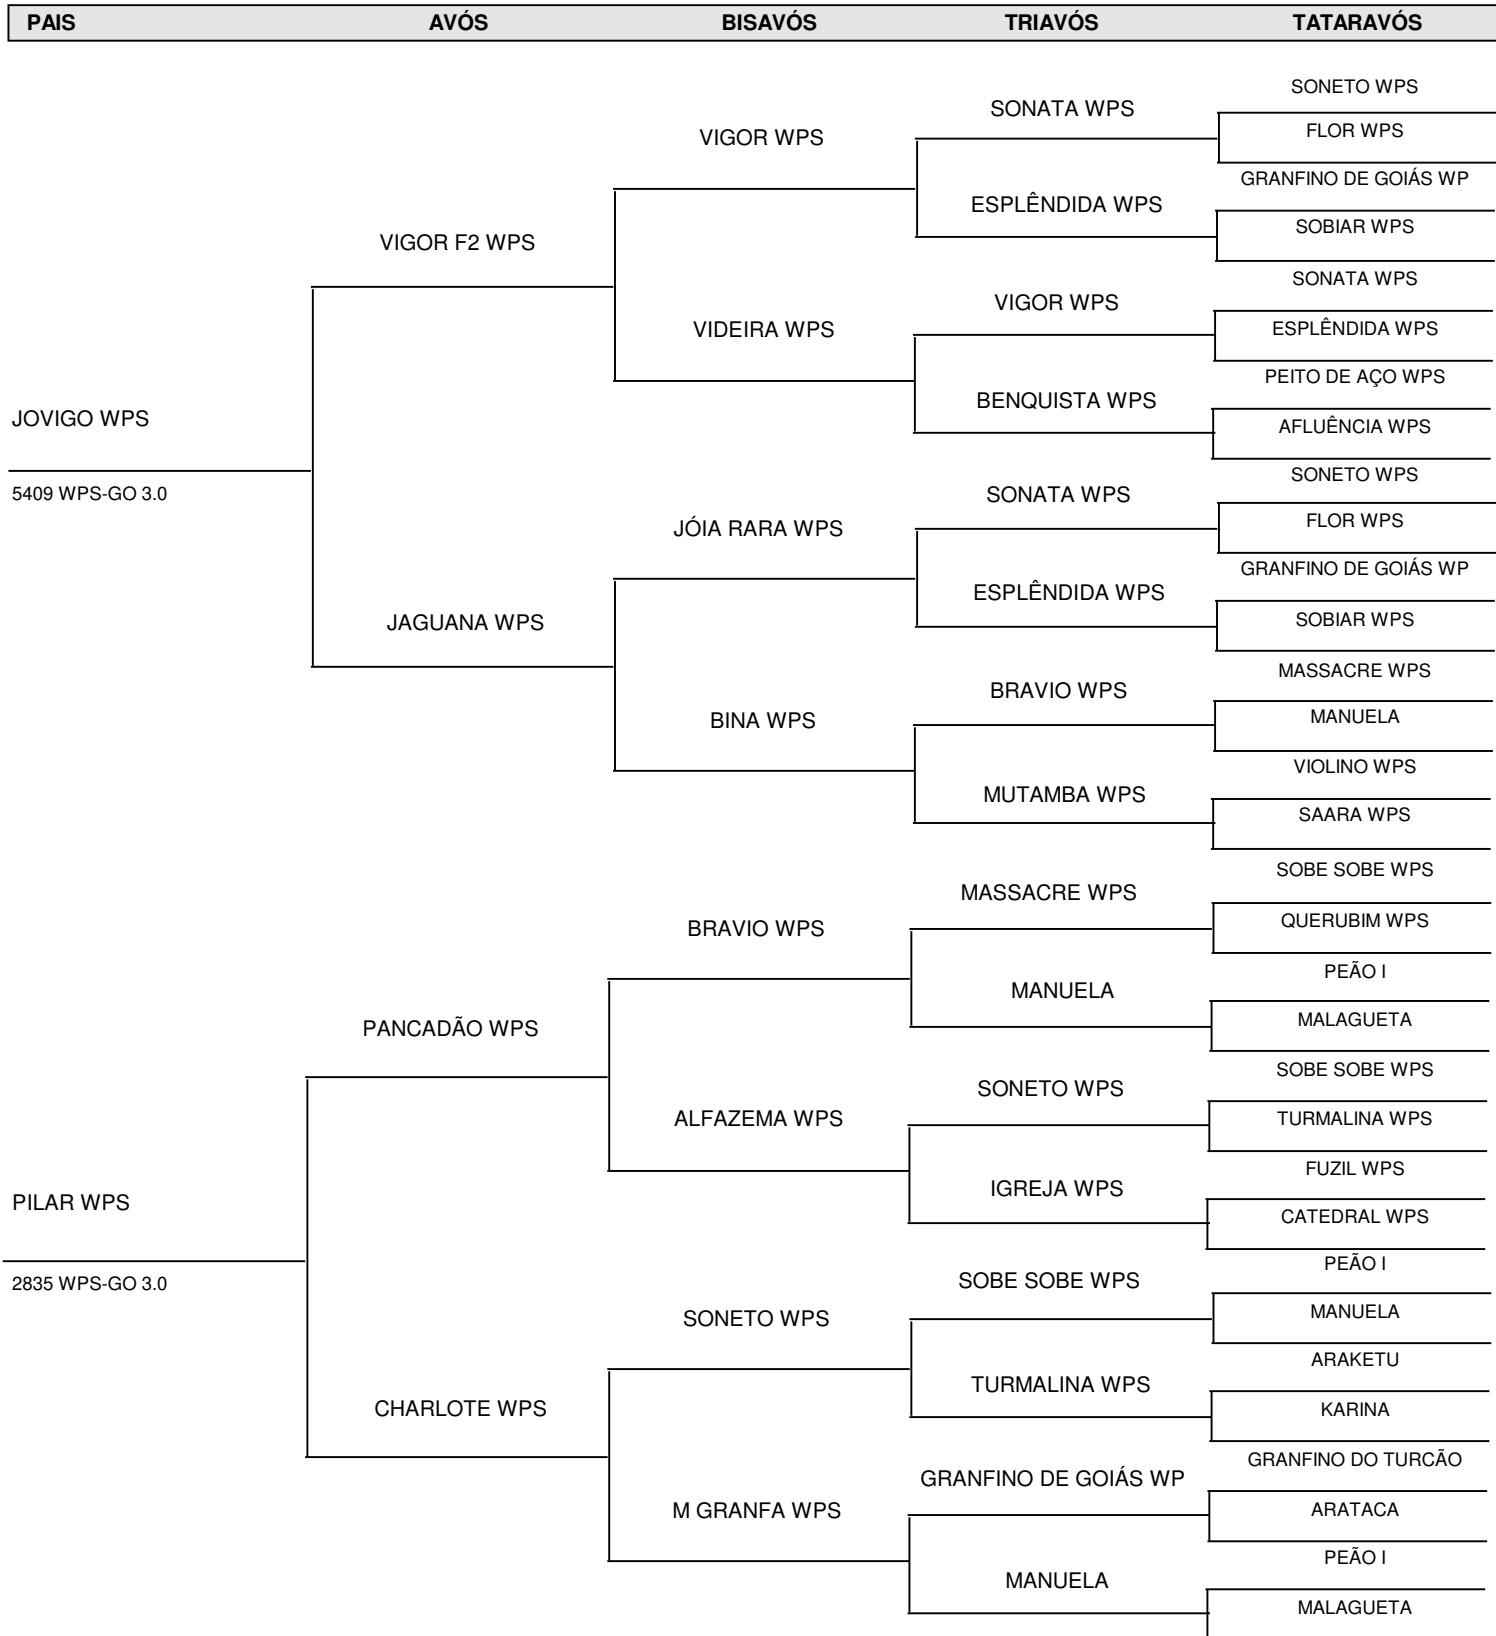 PAIS AVÓS BISAVÓS TRIAVÓS TATARAVÓS
SONETO WPS
SONATA WPS
FLOR WPS
VIGOR WPS
GRANFINO DE GOIÁS WP
ESPLÊNDIDA WPS
SOBIAR WPS
VIGOR F2 WPS
SONATA WPS
VIGOR WPS
VIDEIRA WPS
ESPLÊNDIDA WPS
PEITO DE AÇO WPS
BENQUISTA WPS
JOVIGO WPS
AFLUÊNCIA WPS
SONETO WPS
5409 WPS-GO 3.0
SONATA WPS
FLOR WPS
JÓIA RARA WPS
GRANFINO DE GOIÁS WP
ESPLÊNDIDA WPS
SOBIAR WPS
JAGUANA WPS
MASSACRE WPS
BRAVIO WPS
MANUELA
BINA WPS
VIOLINO WPS
MUTAMBA WPS
SAARA WPS
SOBE SOBE WPS
MASSACRE WPS
QUERUBIM WPS
BRAVIO WPS
PEÃO I
MANUELA
MALAGUETA
PANCADÃO WPS
SOBE SOBE WPS
SONETO WPS
ALFAZEMA WPS
TURMALINA WPS
FUZIL WPS
IGREJA WPS
PILAR WPS
CATEDRAL WPS
PEÃO I
2835 WPS-GO 3.0
SOBE SOBE WPS
MANUELA
SONETO WPS
ARAKETU
TURMALINA WPS
KARINA
CHARLOTE WPS
GRANFINO DO TURCÃO
GRANFINO DE GOIÁS WP
ARATACA
M GRANFA WPS
PEÃO I
MANUELA
MALAGUETA